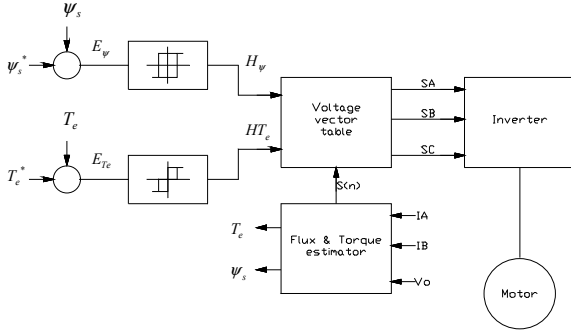 ψs
ψs*
Eψ
Hψ
Te
Te*
ETe
HTe
Voltage
vector
table
SA
SB
SC
Inverter
S(n)
Te
ψs
Flux & Torque
estimator
IA
IB
Vo
Motor